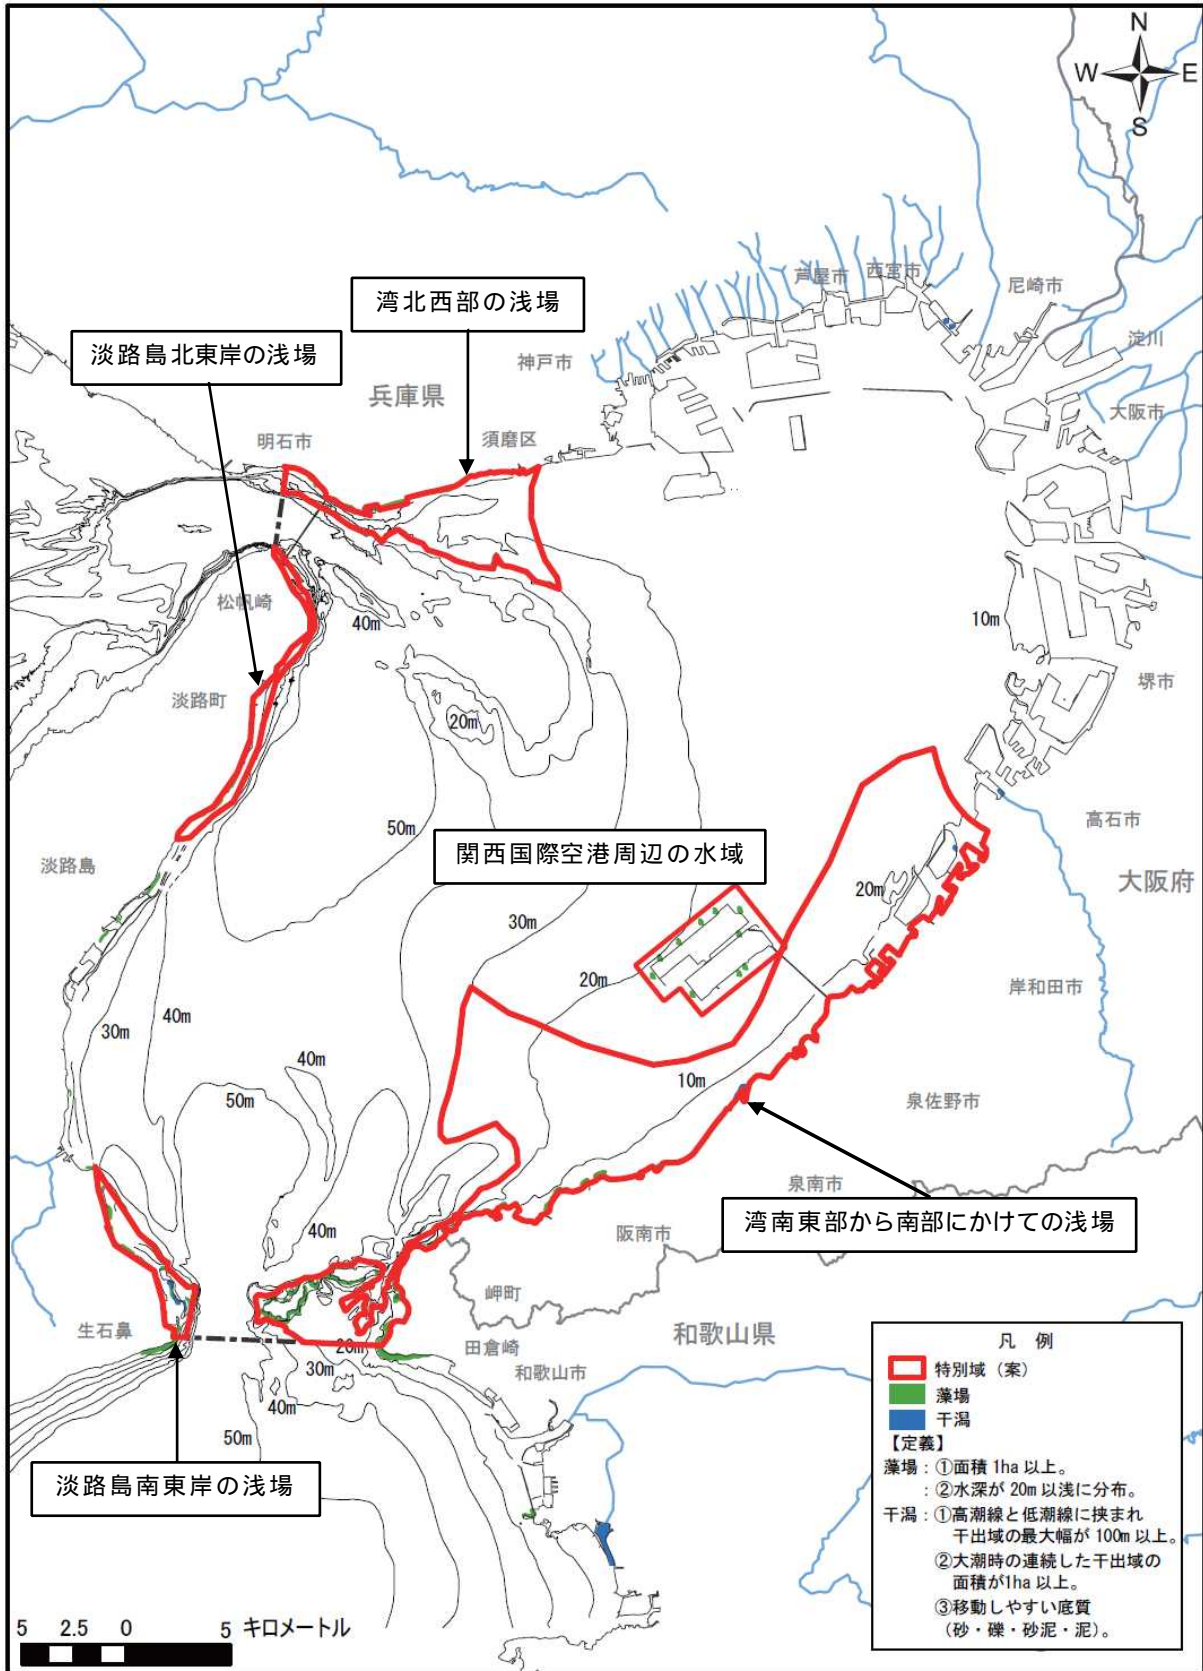 N
W E
S
芦屋市 西宮市
尼崎市
湾北西部の浅場
淀川
淡路島北東岸の浅場
神戸市
兵庫県
大阪市
明石市
須磨区
松帆崎
40m
10m
淡路町
堺市
20m
50m
高石市
関西国際空港周辺の水域
淡路島
大阪府
20m
30m
20m
岸和田市
40m
30m
40m
10m
50m
泉佐野市
泉南市
湾南東部から南部にかけての浅場
阪南市
40m
岬町
生石鼻
和歌山県
20m
田倉崎
30m
和歌山市
40m
50m
淡路島南東岸の浅場
凡 例
特別域（案）
藻場
干潟
【定義】
藻場：①面積 1ha 以上。
：②水深が 20m 以浅に分布。
干潟：①高潮線と低潮線に挟まれ
干出域の最大幅が 100m 以上。
②大潮時の連続した干出域の
面積が1ha 以上。
③移動しやすい底質
（砂・礫・砂泥・泥）。
5 2.5 0 5 キロメートル